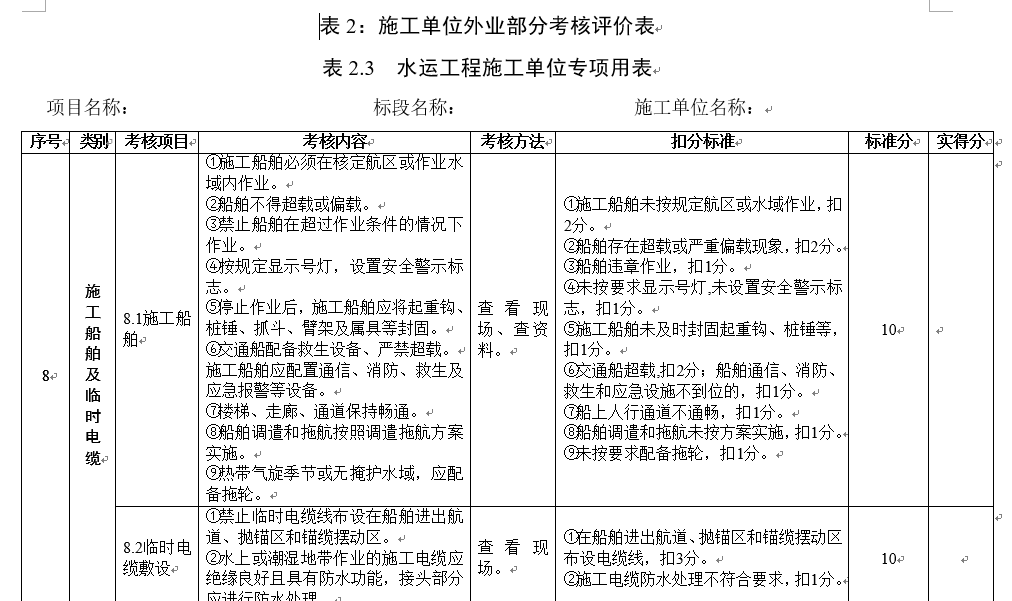 表 2：施工单位外业部分考核评价表
表 2.3 水运工程施工单位专项用表
项目名称： 标段名称： 施工单位名称：
序号 类别 考核项目 考核内容 考核方法 扣分标准 标准分 实得分
8
施
工
船
舶
及
临
时
电
缆
8.1施工船
舶
①施工船舶必须在核定航区或作业水
域内作业。
②船舶不得超载或偏载。
③禁止船舶在超过作业条件的情况下
作业。
④按规定显示号灯，设置安全警示标
志。
⑤停止作业后，施工船舶应将起重钩、
桩锤、抓斗、臂架及属具等封固。
⑥交通船配备救生设备、严禁超载。
施工船舶应配置通信、消防、救生及
应急报警等设备。
⑦楼梯、走廊、通道保持畅通。
⑧船舶调遣和拖航按照调遣拖航方案
实施。
⑨热带气旋季节或无掩护水域，应配
备拖轮。
查看现
场、查资
料。
①施工船舶未按规定航区或水域作业，扣
2分。
②船舶存在超载或严重偏载现象，扣2分。
③船舶违章作业，扣1分。
④未按要求显示号灯,未设置安全警示标
志，扣1分。
⑤施工船舶未及时封固起重钩、桩锤等，
扣1分。
⑥交通船超载,扣2分；船舶通信、消防、
救生和应急设施不到位的，扣1分。
⑦船上人行通道不通畅，扣1分。
⑧船舶调遣和拖航未按方案实施，扣1分。
⑨未按要求配备拖轮，扣1分。
10
8.2临时电
缆敷设
①禁止临时电缆线布设在船舶进出航
道、抛锚区和锚缆摆动区。
②水上或潮湿地带作业的施工电缆应
绝缘良好且具有防水功能，接头部分
应进行防水处理。
查看现
场。
①在船舶进出航道、抛锚区和锚缆摆动区
布设电缆线，扣3分。
②施工电缆防水处理不符合要求，扣1分。
10